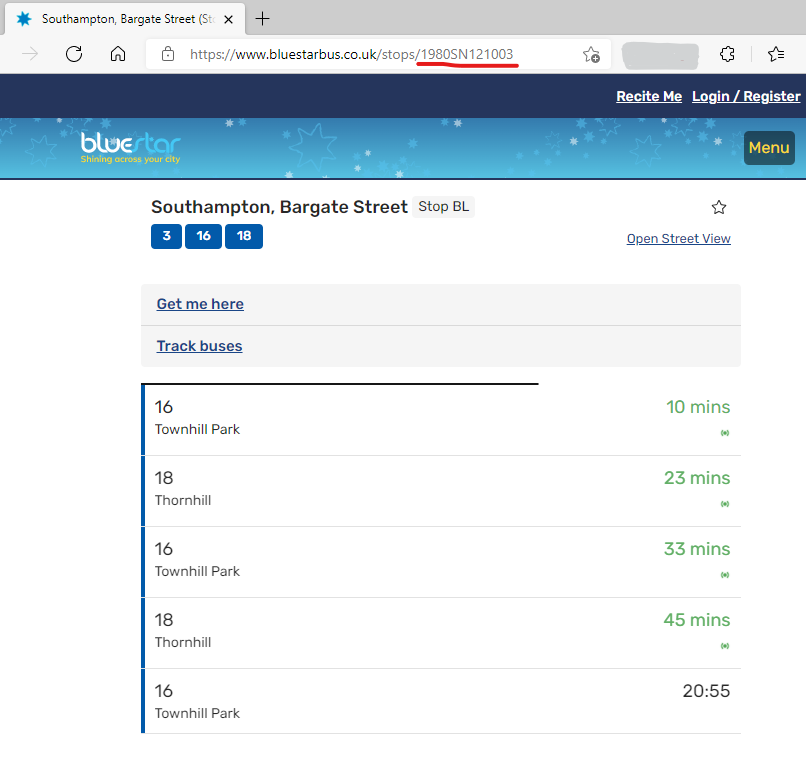 Southampton, Bargate Street (Sto
https://www.bluestarbus.co.uk/stops/1980SN121003
Recite Me Login / Register
bluestar
Shining across your city
Menu
Southampton, Bargate Street Stop BL
3 16 18
Open Street View
Get me here
Track buses
16 10 mins
Townhill Park
18 23 mins
Thornhill
16 33 mins
Townhill Park
18 45 mins
Thornhill
16 20:55
Townhill Park